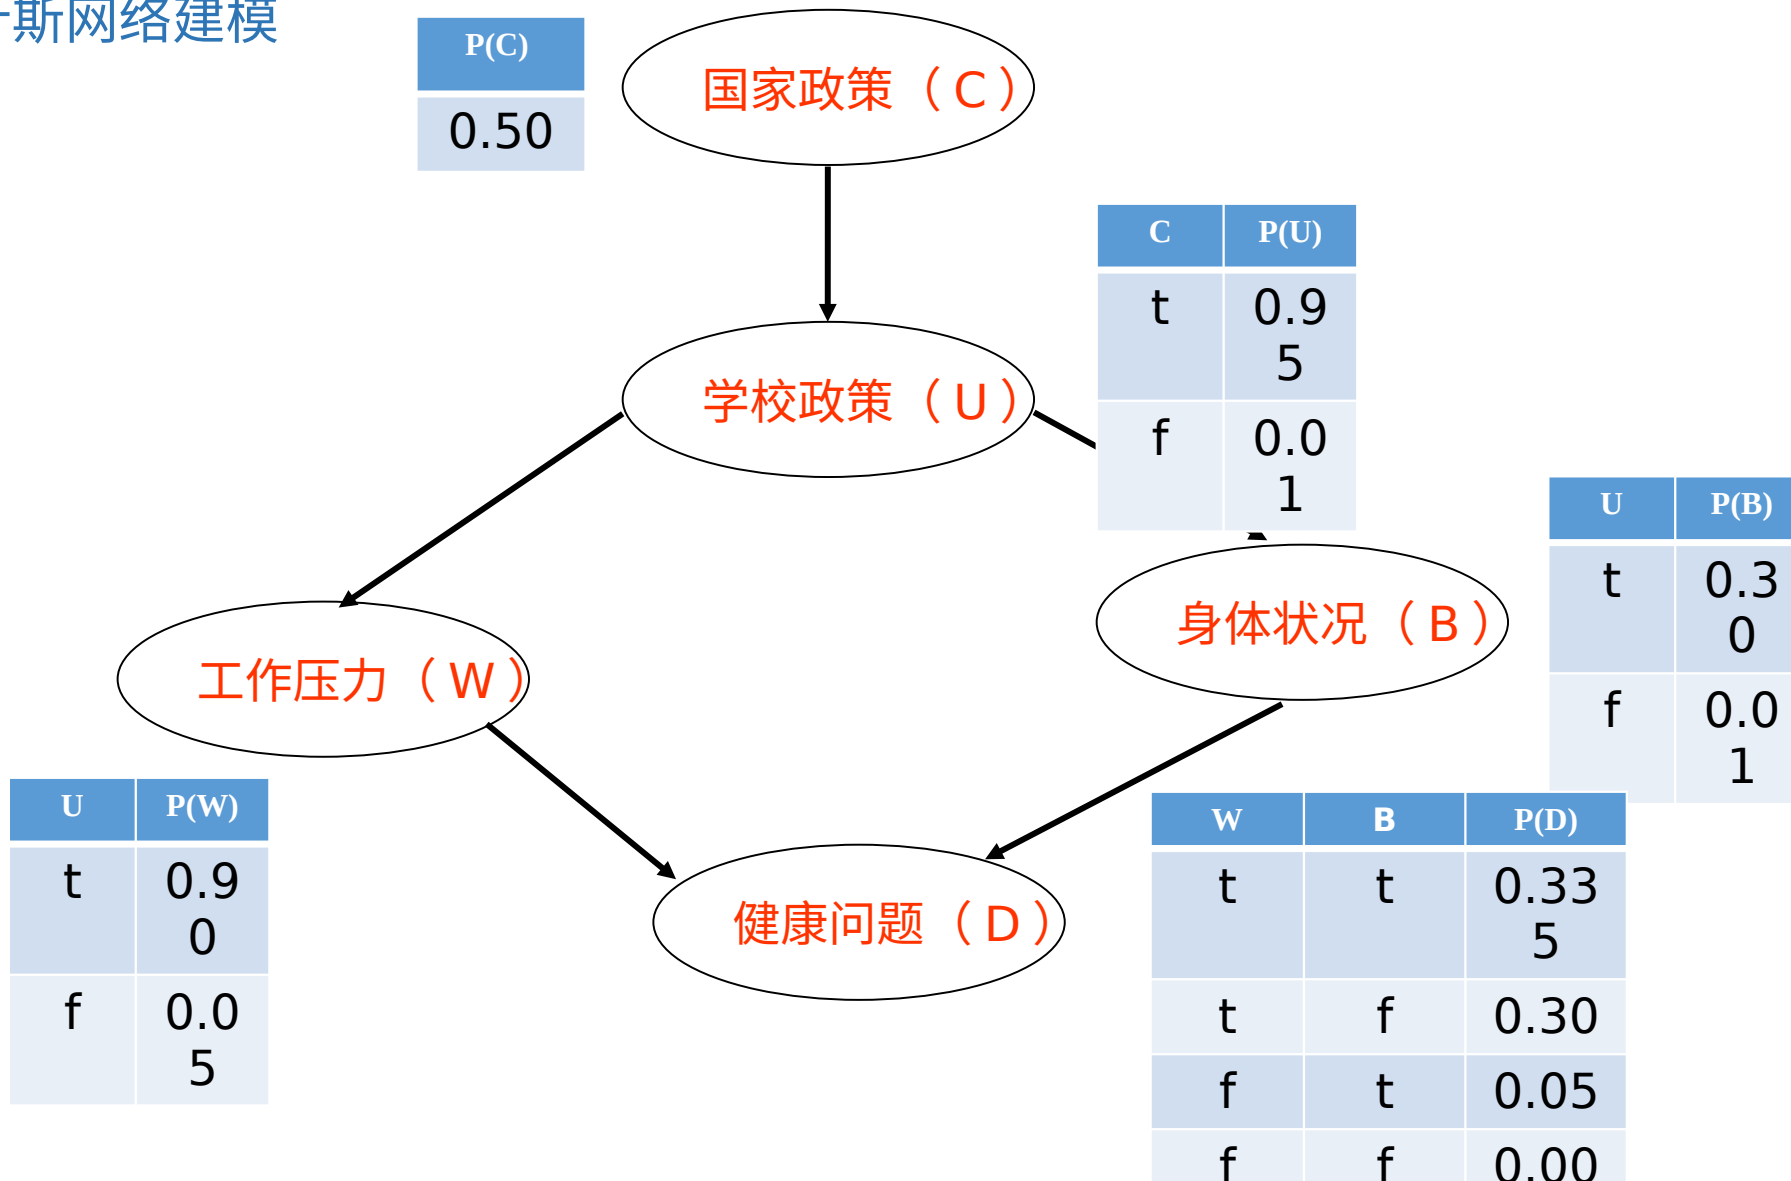 斯网络建模
P(C)
0.50
国家政策（C）
C P(U)
t 0.9
5
f 0.0
1
学校政策（U）
U P(B)
t 0.3
0
f 0.0
1
身体状况（B）
工作压力（W）
U P(W)
t 0.9
0
f 0.0
5
健康问题（D）
W B P(D)
t t 0.33
5
t f 0.30
f t 0.05
f f 0.00